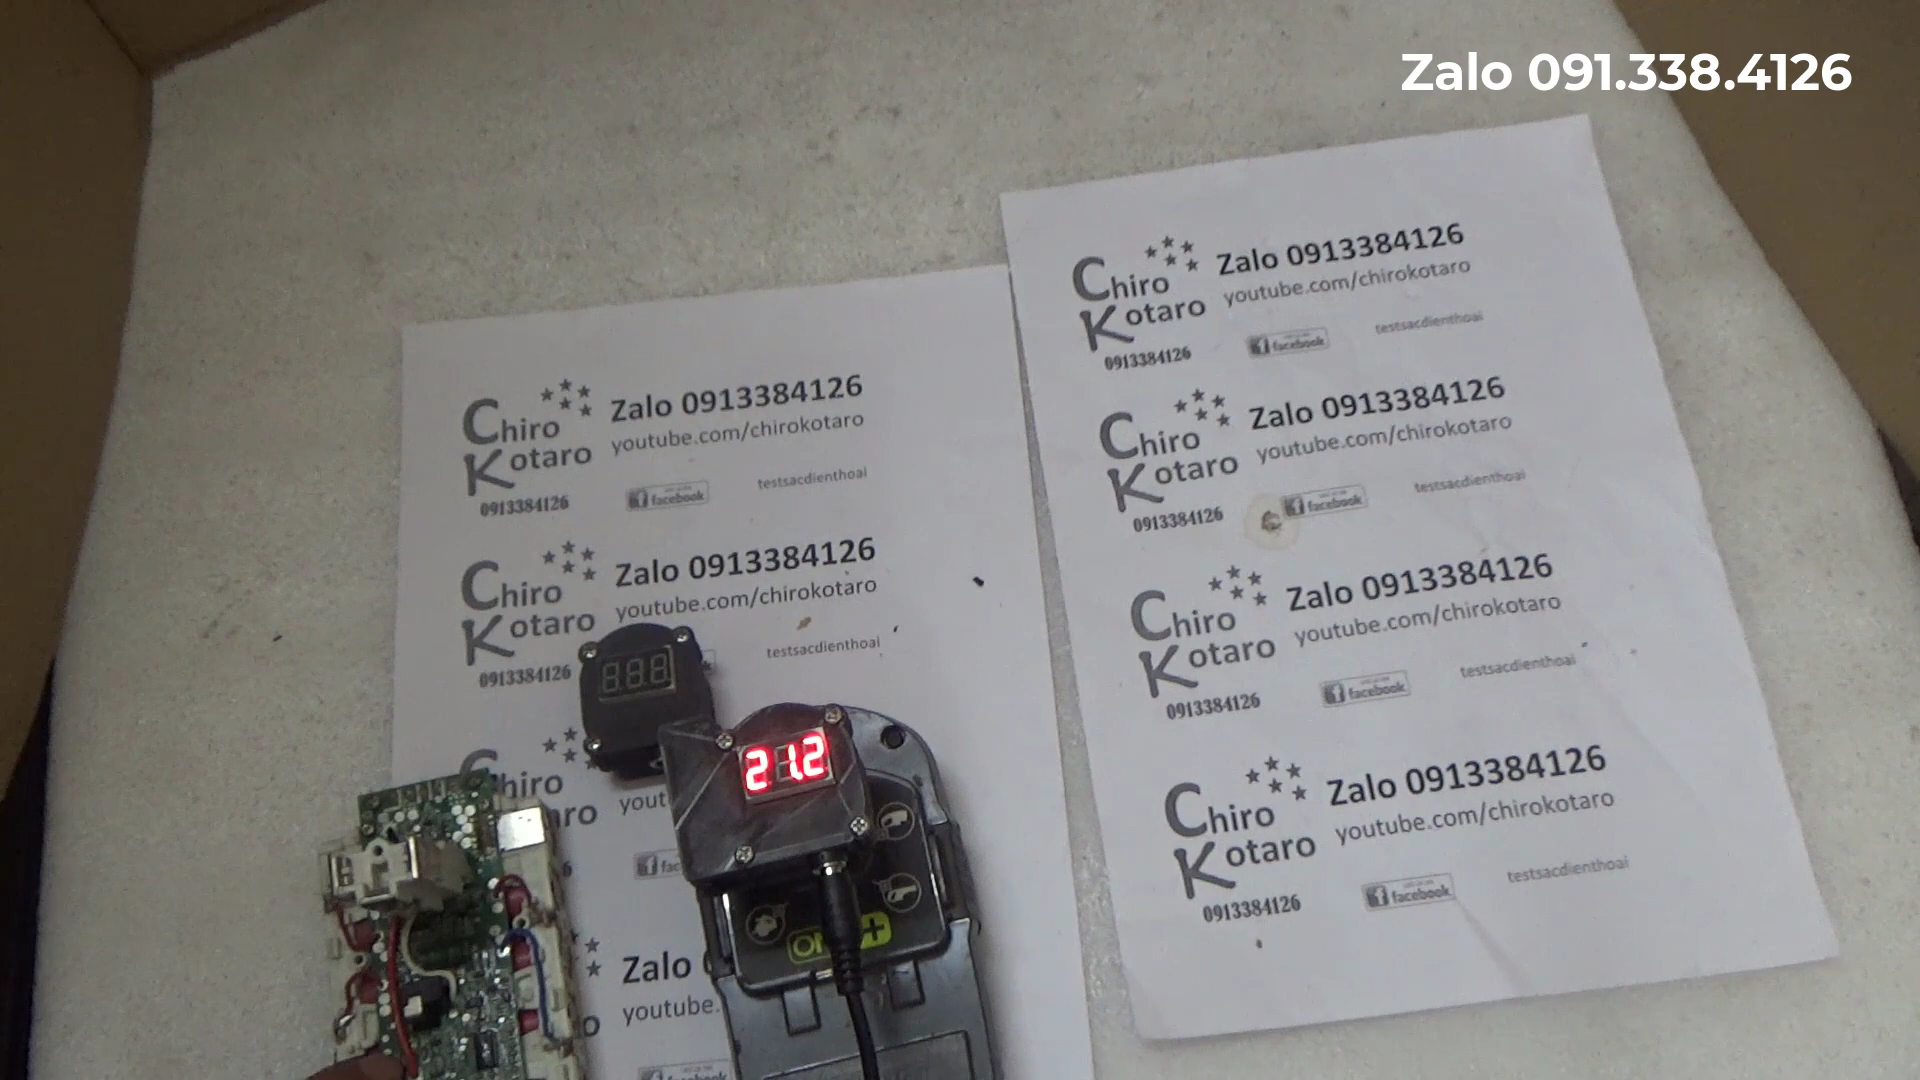 Zalo 091.338.4126
Chiro
Kotaro
0913384126
Zalo 0913384126
youtube.com/chirokotaro
facebook
testsacdienthoai
Chiro
Kotaro
0913384126
Zalo 0913384126
youtube.com/chirokotaro
testsacdienthoai
Chiro
yout
fac
Zalo
youtube.
facebook
Chiro
Kotaro
0913384126
Zalo 0913384126
youtube.com/chirokotaro
facebook
testsacdienthoai
Chiro
Kotaro
0913384126
Zalo 0913384126
youtube.com/chirokotaro
facebook
testsacdienthoai
Chiro
Kotaro
0913384126
Zalo 0913384126
youtube.com/chirokotaro
facebook
testsacdienthoai
Chiro
Kotaro
0913384126
Zalo 0913384126
youtube.com/chirokotaro
facebook
testsacdienthoai
21.2